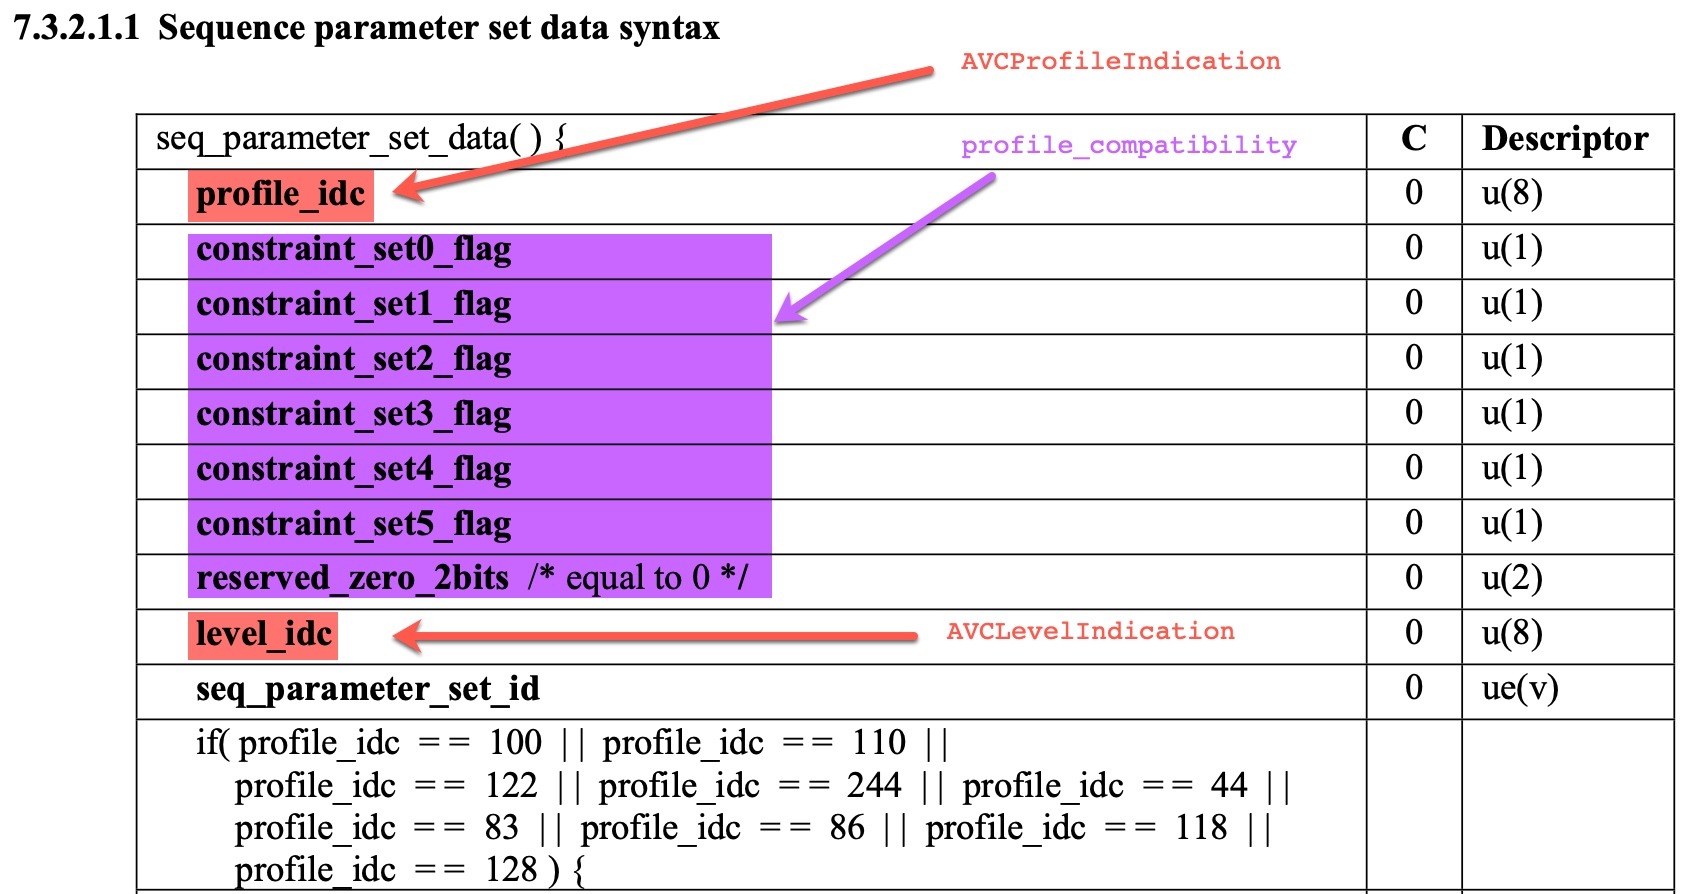 7.3.2.1.1 Sequence parameter set data syntax
AVCProfileIndication
seq_parameter_set_data( ) { C Descriptor
profile_compatibility
profile_idc 0 u(8)
constraint_set0_flag 0 u(1)
constraint_set1_flag 0 u(1)
constraint_set2_flag 0 u(1)
constraint_set3_flag 0 u(1)
constraint_set4_flag 0 u(1)
constraint_set5_flag 0 u(1)
reserved_zero_2bits /* equal to 0 */ 0 u(2)
level_idc AVCLevelIndication 0 u(8)
seq_parameter_set_id 0 ue(v)
if( profile_idc == 100 || profile_idc == 110 ||
profile_idc == 122 || profile_idc == 244 || profile_idc == 44 ||
profile_idc == 83 || profile_idc == 86 || profile_idc == 118 ||
profile_idc == 128 ) {